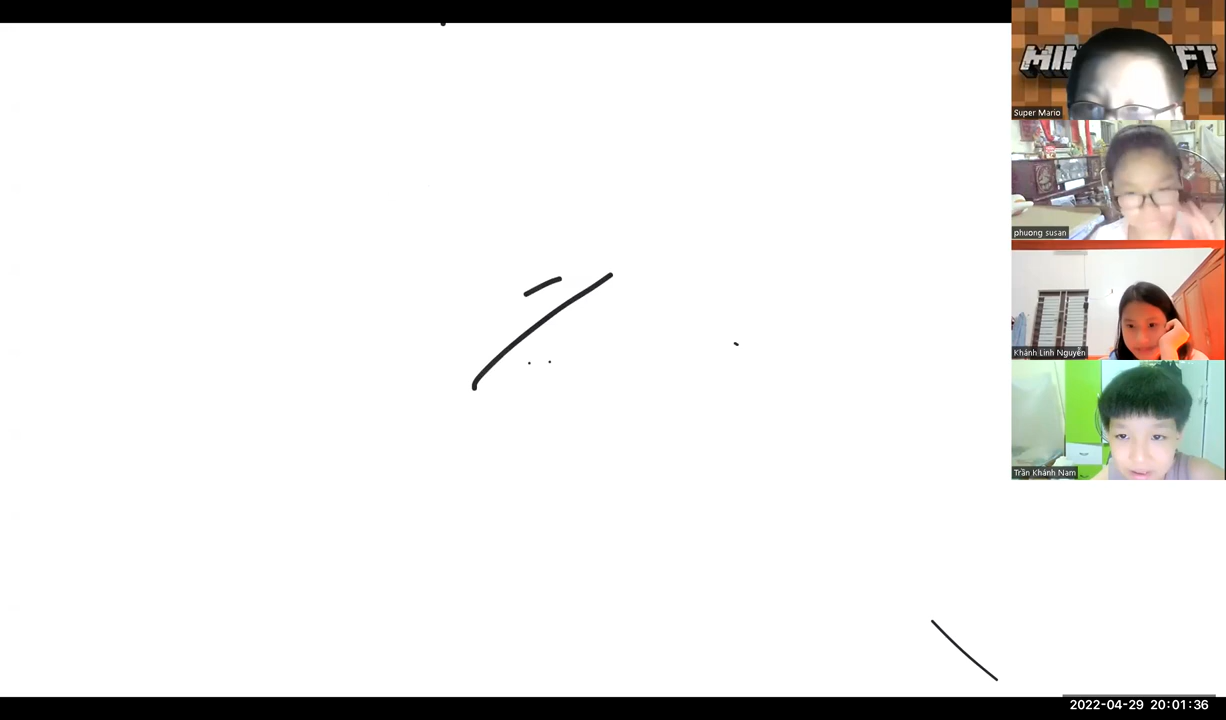 MINECRAFT
Super Mario
phuong susan
Khánh Linh Nguyễn
Trần Khánh Nam
2022-04-29 20:01:36